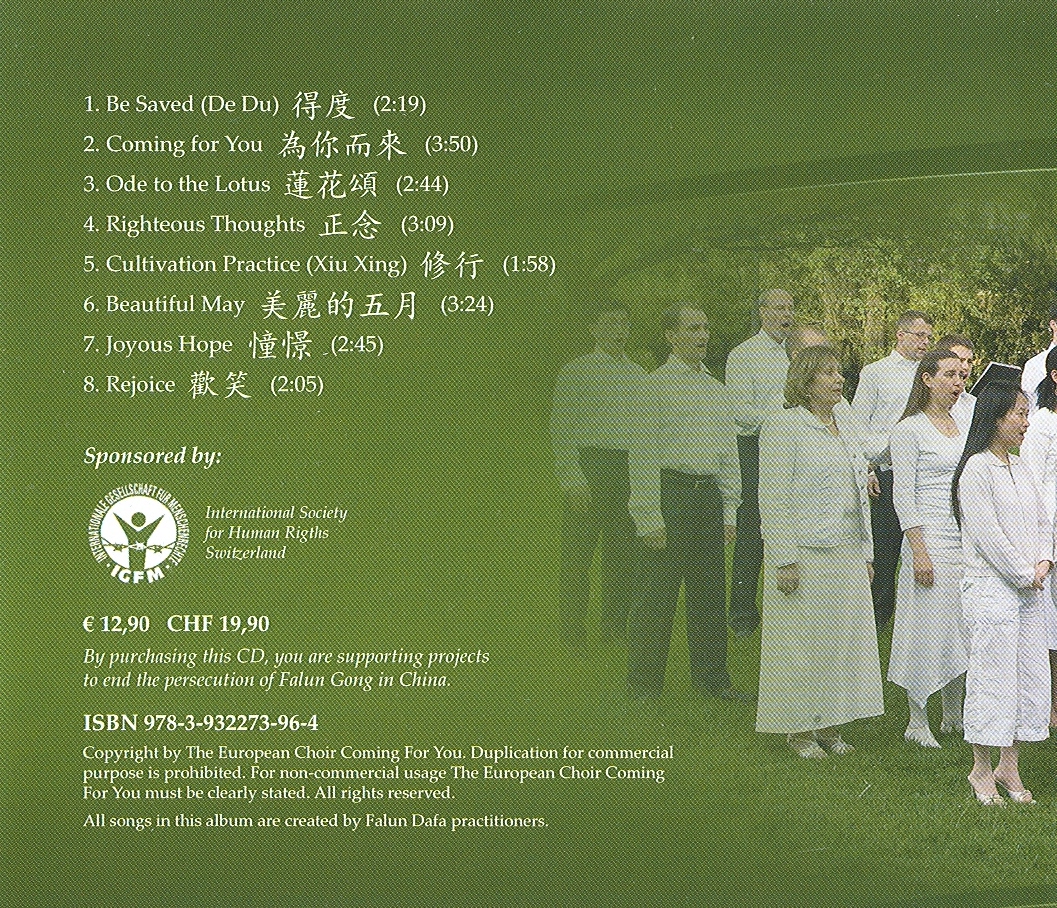 1. Be Saved (De Du) 得度 (2:19)
2. Coming for You 為你而來 (3:50)
3. Ode to the Lotus 蓮花頌 (2:44)
4. Righteous Thoughts 正念 (3:09)
5. Cultivation Practice (Xiu Xing) 修行 (1:58)
6. Beautiful May 美麗的五月 (3:24)
7. Joyous Hope 憧憬 (2:45)
8. Rejoice 歡笑 (2:05)
Sponsored by:
INTERNATIONALE GESELLSCHAFT FÜR MENSCHENRECHTE
· IGFM ·
International Society
for Human Rigths
Switzerland
€ 12,90 CHF 19,90
By purchasing this CD, you are supporting projects
to end the persecution of Falun Gong in China.
ISBN 978-3-932273-96-4
Copyright by The European Choir Coming For You. Duplication for commercial
purpose is prohibited. For non-commercial usage The European Choir Coming
For You must be clearly stated. All rights reserved.
All songs in this album are created by Falun Dafa practitioners.